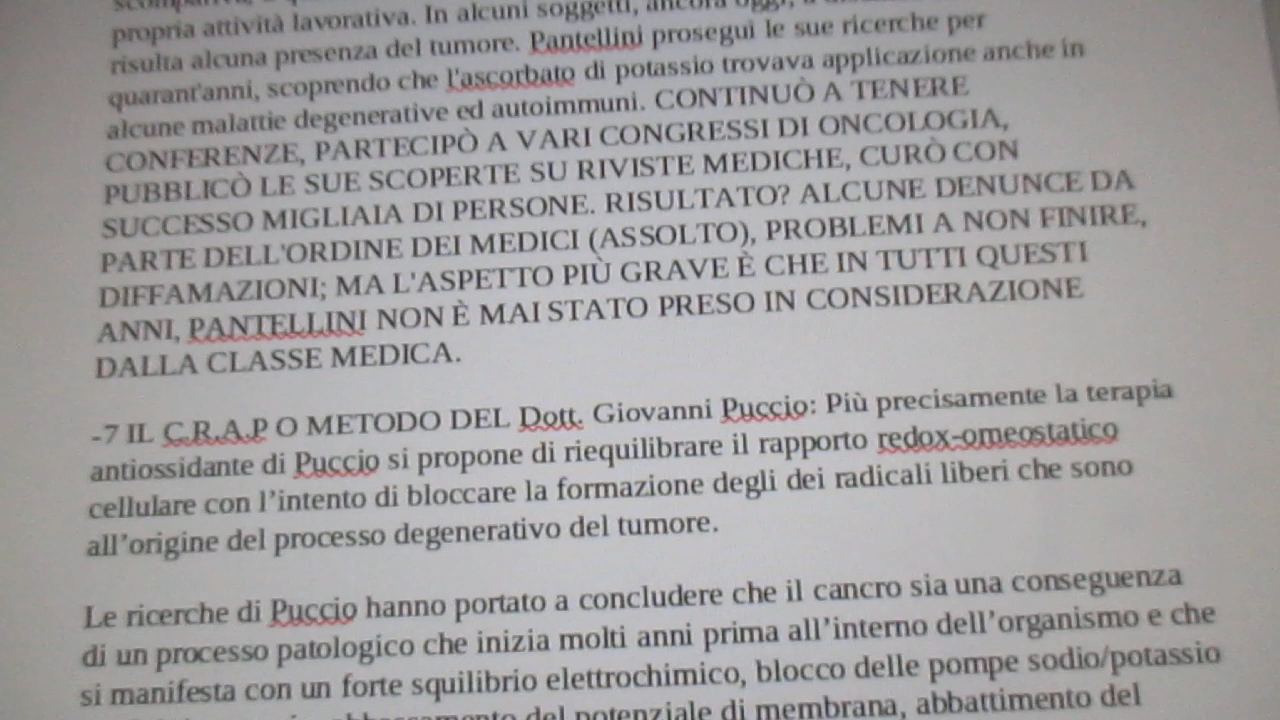 propria attività lavorativa. In alcuni soggetti, ancora oggi,
risulta alcuna presenza del tumore. Pantellini proseguì le sue ricerche per
quarant'anni, scoprendo che l'ascorbato di potassio trovava applicazione anche in
alcune malattie degenerative ed autoimmuni. CONTINUÒ A TENERE
CONFERENZE, PARTECIPÒ A VARI CONGRESSI DI ONCOLOGIA,
PUBBLICÒ LE SUE SCOPERTE SU RIVISTE MEDICHE, CURÒ CON
SUCCESSO MIGLIAIA DI PERSONE. RISULTATO? ALCUNE DENUNCE DA
PARTE DELL'ORDINE DEI MEDICI (ASSOLTO), PROBLEMI A NON FINIRE,
DIFFAMAZIONI; MA L'ASPETTO PIÙ GRAVE È CHE IN TUTTI QUESTI
ANNI, PANTELLINI NON È MAI STATO PRESO IN CONSIDERAZIONE
DALLA CLASSE MEDICA.
-7 IL C.R.A.P O METODO DEL Dott. Giovanni Puccio: Più precisamente la terapia
antiossidante di Puccio si propone di riequilibrare il rapporto redox-omeostatico
cellulare con l’intento di bloccare la formazione degli dei radicali liberi che sono
all’origine del processo degenerativo del tumore.
Le ricerche di Puccio hanno portato a concludere che il cancro sia una conseguenza
di un processo patologico che inizia molti anni prima all’interno dell’organismo e che
si manifesta con un forte squilibrio elettrochimico, blocco delle pompe sodio/potassio
del potenziale di membrana, abbattimento del